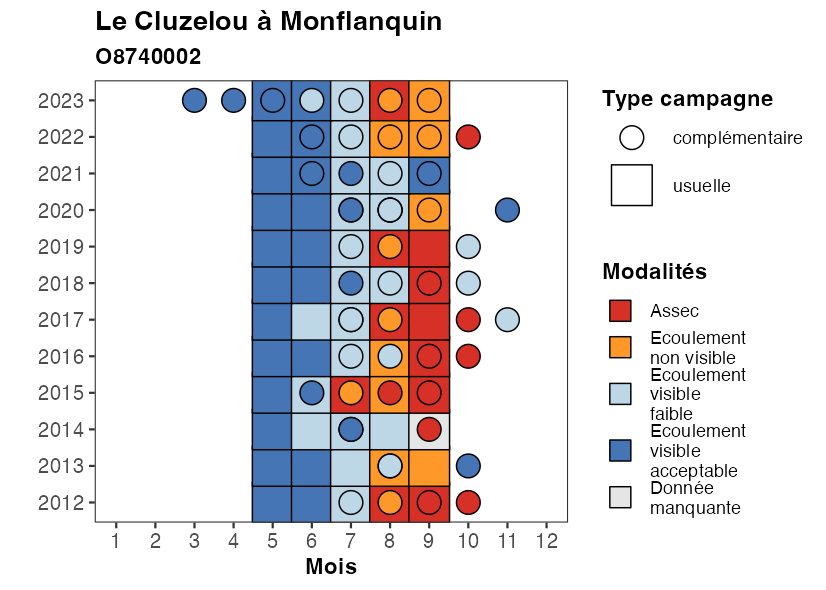 Le Cluzelou à Monflanquin
O8740002
2023
2022
2021
2020
2019
2018
2017
2016
2015
2014
2013
2012
1 2 3 4 5 6 7 8 9 10 11 12
Mois
Type campagne
complémentaire
usuelle
Modalités
Assec
Ecoulement
non visible
Ecoulement
visible
faible
Ecoulement
visible
acceptable
Donnée
manquante